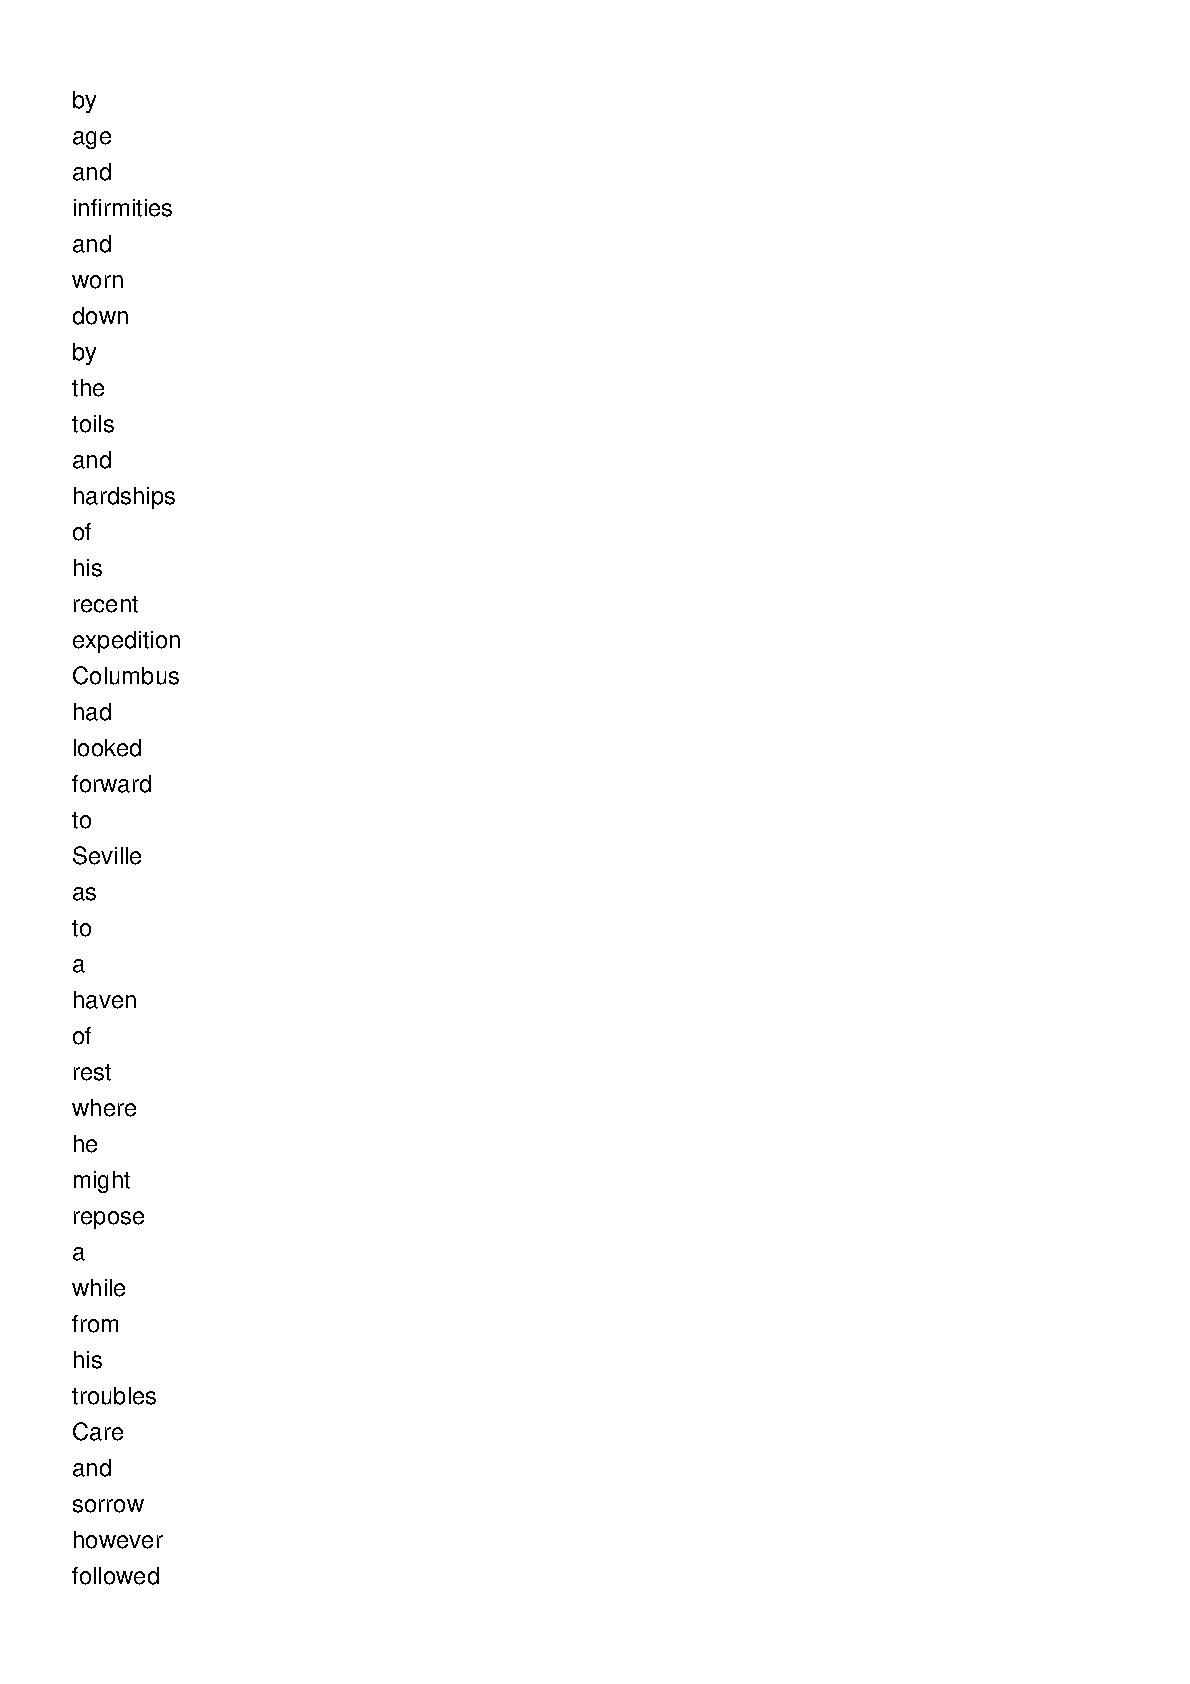 by
age
and
infirmities
and
worn
down
by
the
toils
and
hardships
of
his
recent
expedition
Columbus
had
looked
forward
to
Seville
as
to
a
haven
of
rest
where
he
might
repose
a
while
from
his
troubles
Care
and
sorrow
however
followed